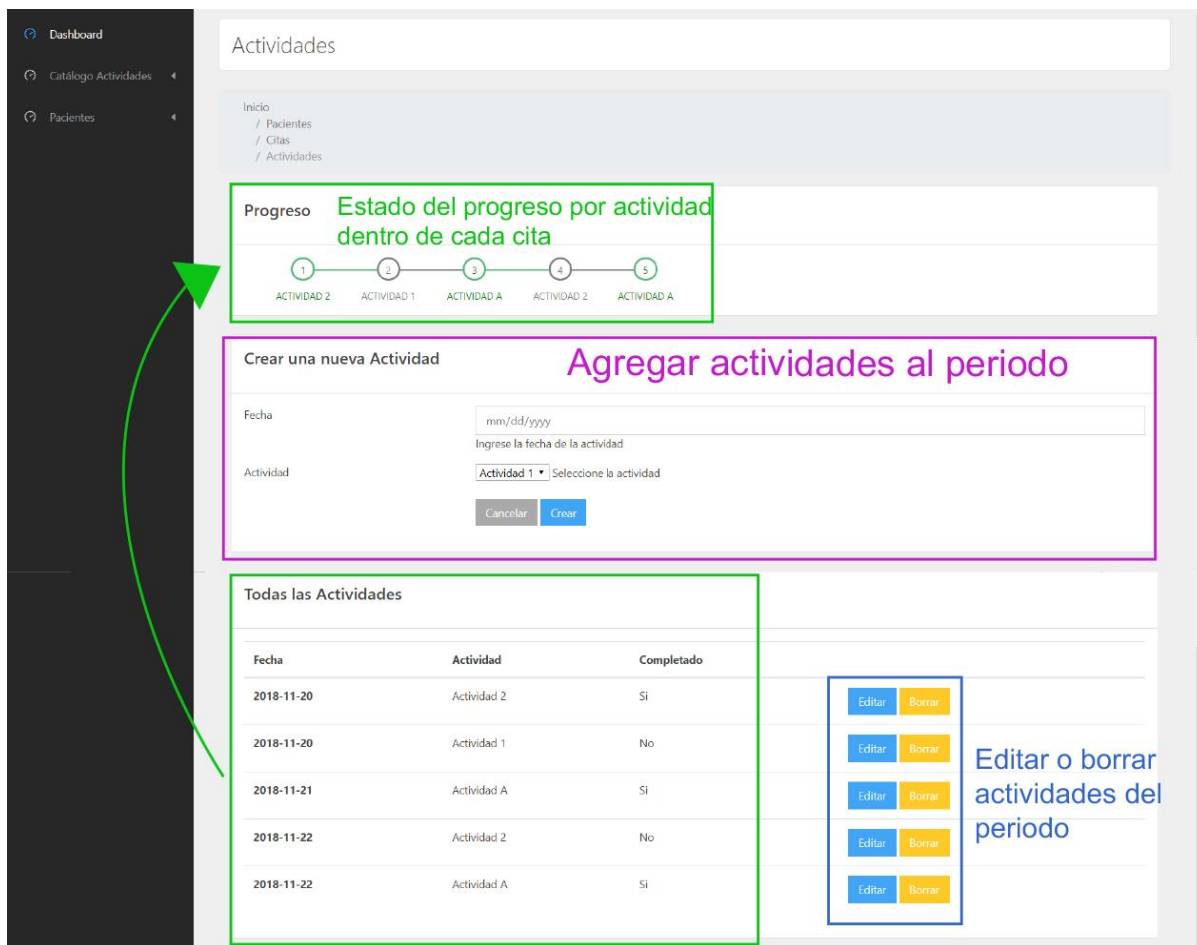 Dashboard
Catálogo Actividades
Pacientes
Actividades
Inicio
/ Pacientes
/ Citas
/ Actividades
Progreso
Estado del progreso por actividad
dentro de cada cita
1 2 3 4 5
ACTIVIDAD 2 ACTIVIDAD 1 ACTIVIDAD A ACTIVIDAD 2 ACTIVIDAD A
Crear una nueva Actividad
Agregar actividades al periodo
Fecha
mm/dd/yyyy
Ingrese la fecha de la actividad
Actividad
Actividad 1 Seleccione la actividad
Cancelar Crear
Todas las Actividades
Fecha Actividad Completado
2018-11-20 Actividad 2 Si Editar Borrar
2018-11-20 Actividad 1 No Editar Borrar
2018-11-21 Actividad A Si Editar Borrar
2018-11-22 Actividad 2 No Editar Borrar
2018-11-22 Actividad A Si Editar Borrar
Editar o borrar
actividades del
periodo